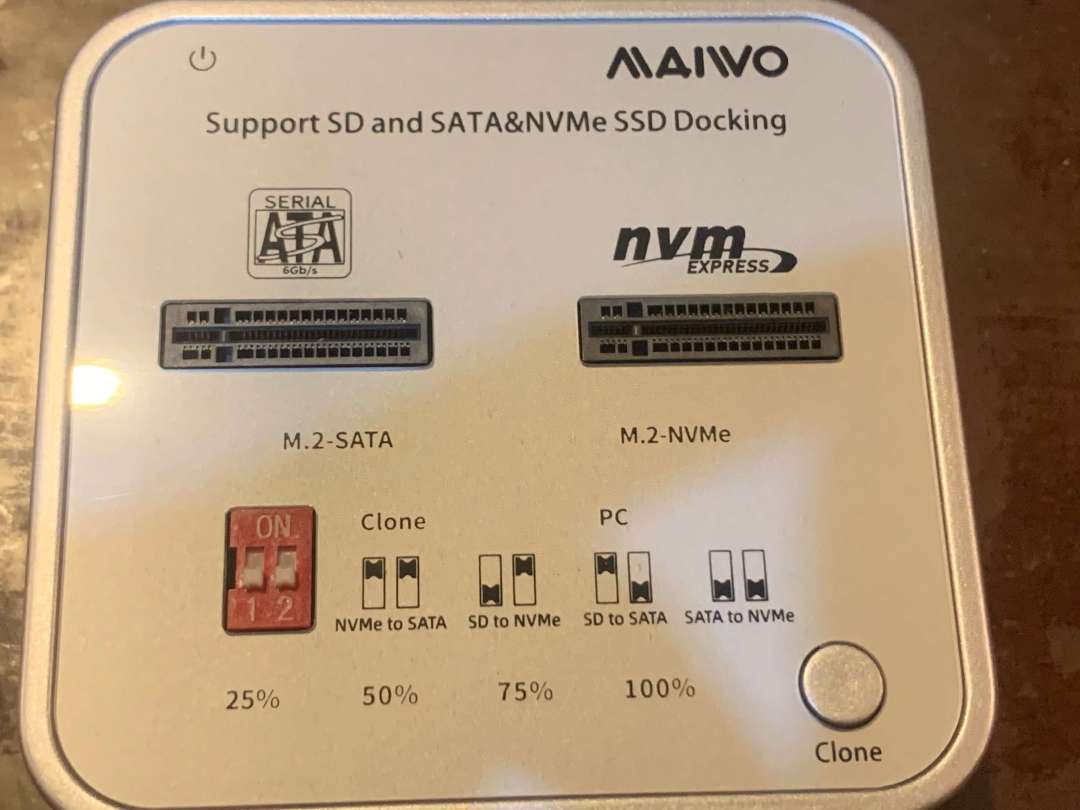 MAIWO
Support SD and SATA&NVMe SSD Docking
SERIAL
ATA
6Gb/s
nvm
EXPRESS
M.2-SATA
M.2-NVMe
ON
1 2
Clone
PC
NVMe to SATA
SD to NVMe
SD to SATA
SATA to NVMe
25%
50%
75%
100%
Clone